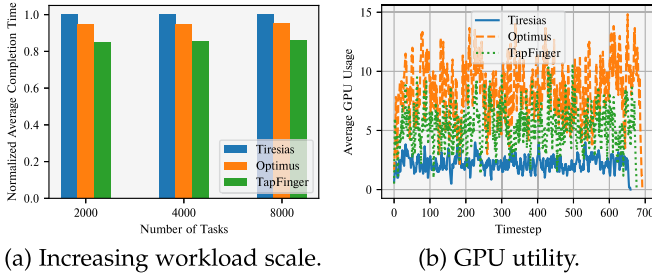 Normalized Average Completion Time
1.0
0.8
0.6
0.4
0.2
0.0
Tiresias
Optimus
TapFinger
2000
4000
8000
Number of Tasks
(a) Increasing workload scale.
Average GPU Usage
15
10
5
0
Tiresias
Optimus
TapFinger
0
100
200
300
400
500
600
700
Timestep
(b) GPU utility.